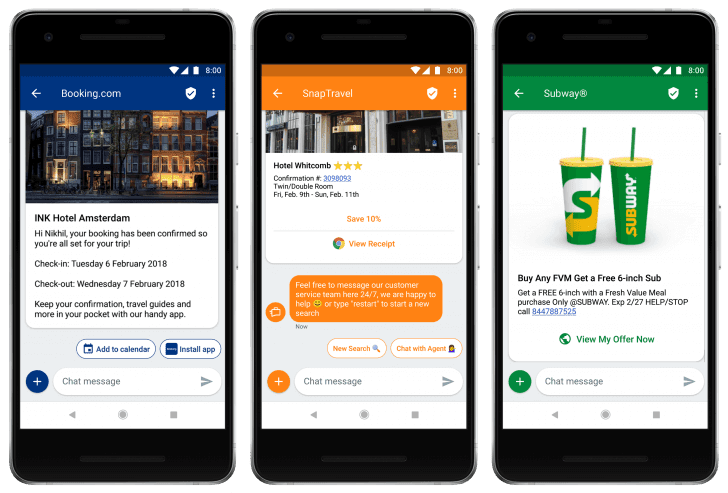 8:00
Booking.com
INK Hotel Amsterdam
Hi Nikhil, your booking has been confirmed so
you're all set for your trip!
Check-in: Tuesday 6 February 2018
Check-out: Wednesday 7 February 2018
Keep your confirmation, travel guides and
more in your pocket with our handy app.
Add to calendar
Install app
Chat message
8:00
SnapTravel
Hotel Whitcomb ⭐⭐⭐
Confirmation #: 3098093
Twin/Double Room
Fri, Feb. 9th - Sun, Feb. 11th
Save 10%
View Receipt
Feel free to message our customer
service team here 24/7, we are happy to
help 😄 or type "restart" to start a new
search
Now
New Search 🔍
Chat with Agent 💁
Chat message
8:00
Subway®
SUBWAY
Buy Any FVM Get a Free 6-inch Sub
Get a FREE 6-inch with a Fresh Value Meal
purchase Only @SUBWAY. Exp 2/27 HELP/STOP
call 8447887525
View My Offer Now
Chat message